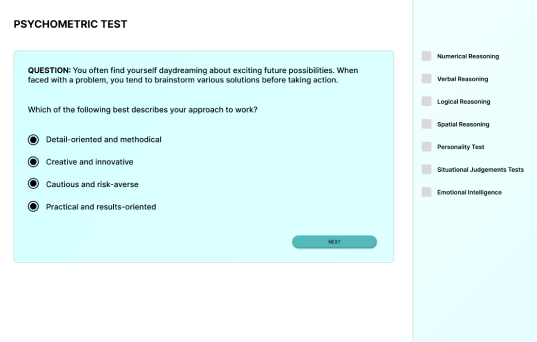 PSYCHOMETRIC TEST
QUESTION: You often find yourself daydreaming about exciting future possibilities. When
faced with a problem, you tend to brainstorm various solutions before taking action.
Which of the following best describes your approach to work?
Detail-oriented and methodical
Creative and innovative
Cautious and risk-averse
Practical and results-oriented
NEXT
Numerical Reasoning
Verbal Reasoning
Logical Reasoning
Spatial Reasoning
Personality Test
Situational Judgements Tests
Emotional Intelligence